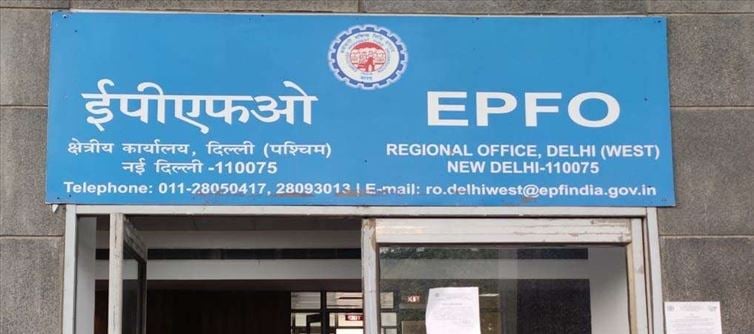 ईपीएफओ
क्षेत्रीय कार्यालय, दिल्ली (पश्चिम)
नई दिल्ली -110075
EPFO
REGIONAL OFFICE, DELHI (WEST)
NEW DELHI-110075
Telephone: 011-28050417, 28093013 | E-mail: ro.delhiwest@epfindia.gov.in